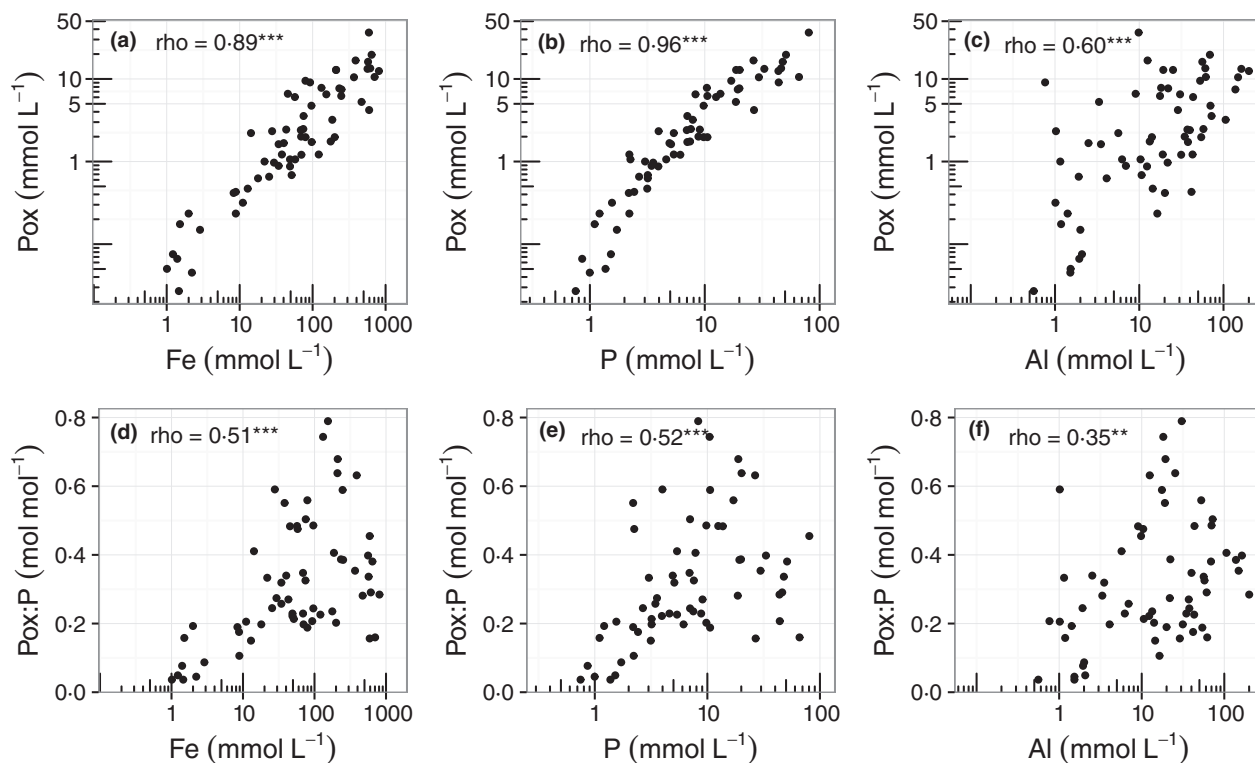 50
10
5
1
Pox (mmol L⁻¹)
(a) rho = 0·89***
1 10 100 1000
Fe (mmol L⁻¹)
50
10
5
1
Pox (mmol L⁻¹)
(b) rho = 0·96***
1 10 100
P (mmol L⁻¹)
50
10
5
1
Pox (mmol L⁻¹)
(c) rho = 0·60***
1 10 100
Al (mmol L⁻¹)
0·8
0·6
0·4
0·2
0·0
Pox:P (mol mol⁻¹)
(d) rho = 0·51***
1 10 100 1000
Fe (mmol L⁻¹)
0·8
0·6
0·4
0·2
0·0
Pox:P (mol mol⁻¹)
(e) rho = 0·52***
1 10 100
P (mmol L⁻¹)
0·8
0·6
0·4
0·2
0·0
Pox:P (mol mol⁻¹)
(f) rho = 0·35**
1 10 100
Al (mmol L⁻¹)